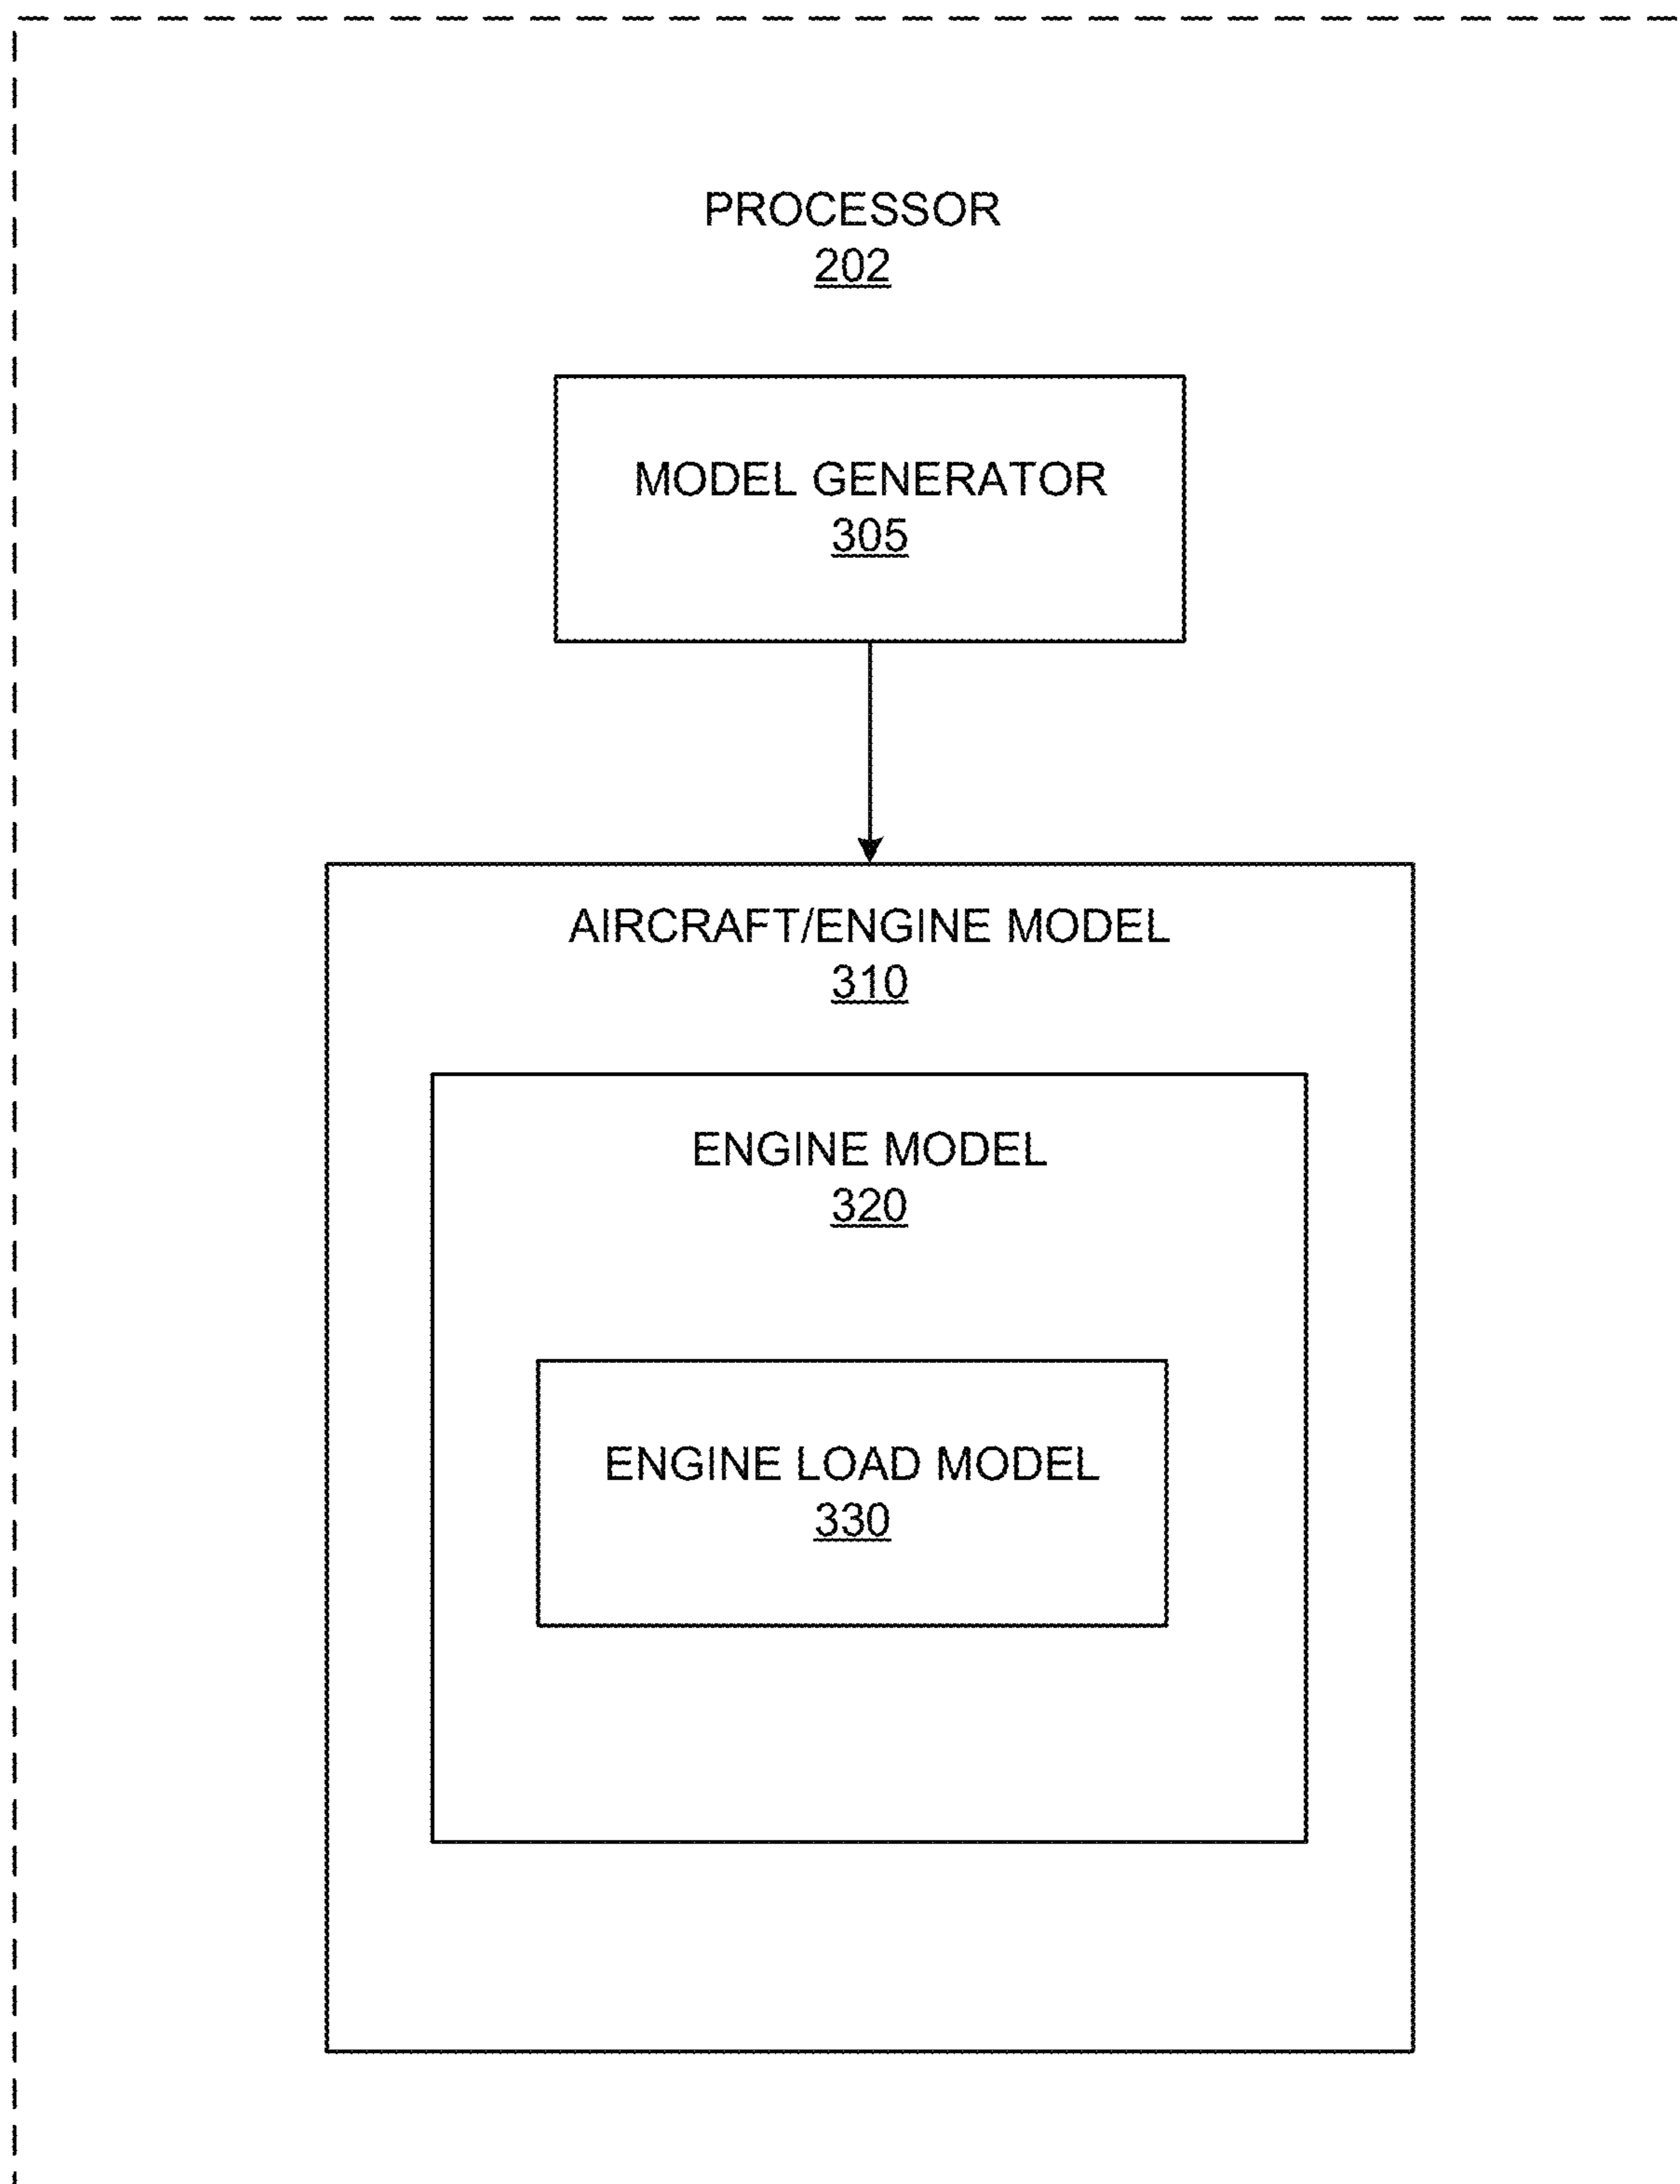 PROCESSOR
202
MODEL GENERATOR
305
AIRCRAFT/ENGINE MODEL
310
ENGINE MODEL
320
ENGINE LOAD MODEL
330